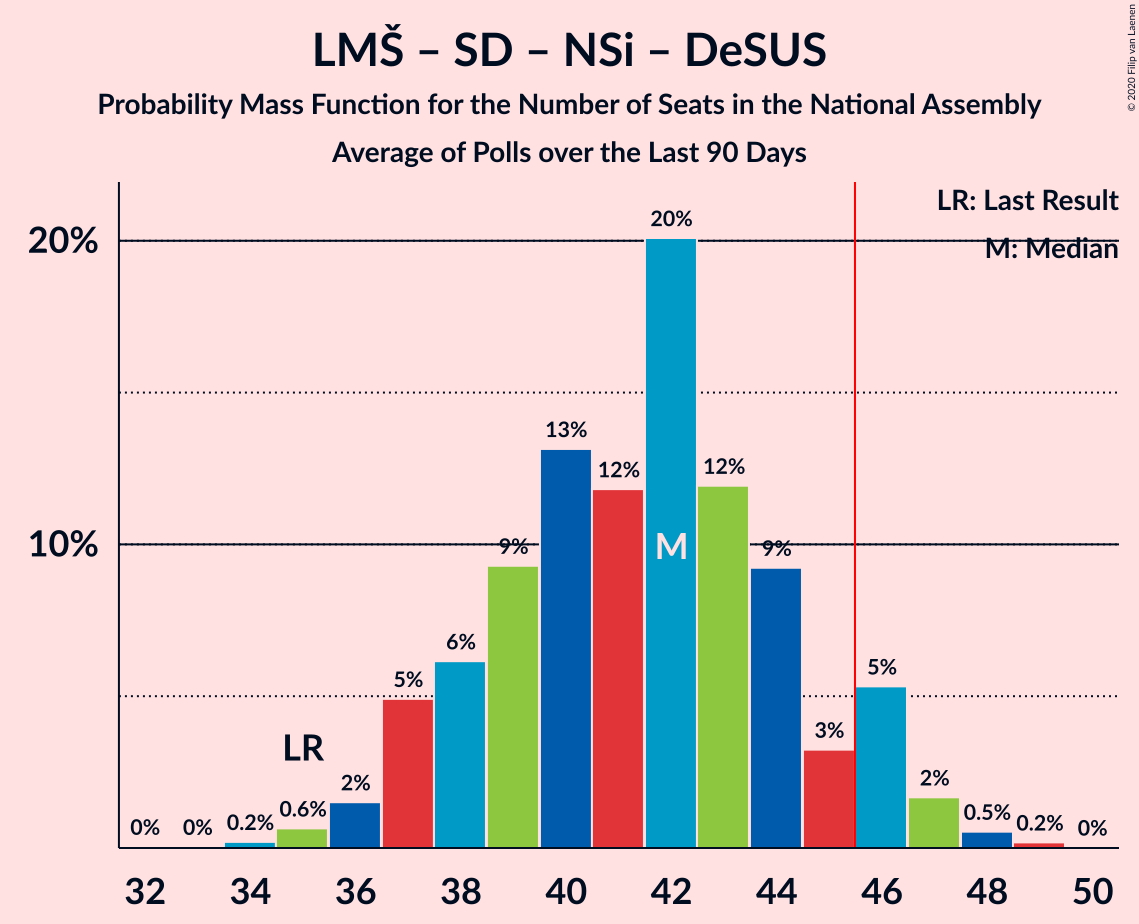 LMŠ – SD – NSi – DeSUS
Probability Mass Function for the Number of Seats in the National Assembly
Average of Polls over the Last 90 Days
© 2020 Filip van Laenen
LR: Last Result
M: Median
20%
10%
0%
0%
0.2%
0.6%
2%
5%
6%
9%
13%
12%
20%
12%
9%
3%
5%
2%
0.5%
0.2%
0%
LR
M
32 34 36 38 40 42 44 46 48 50